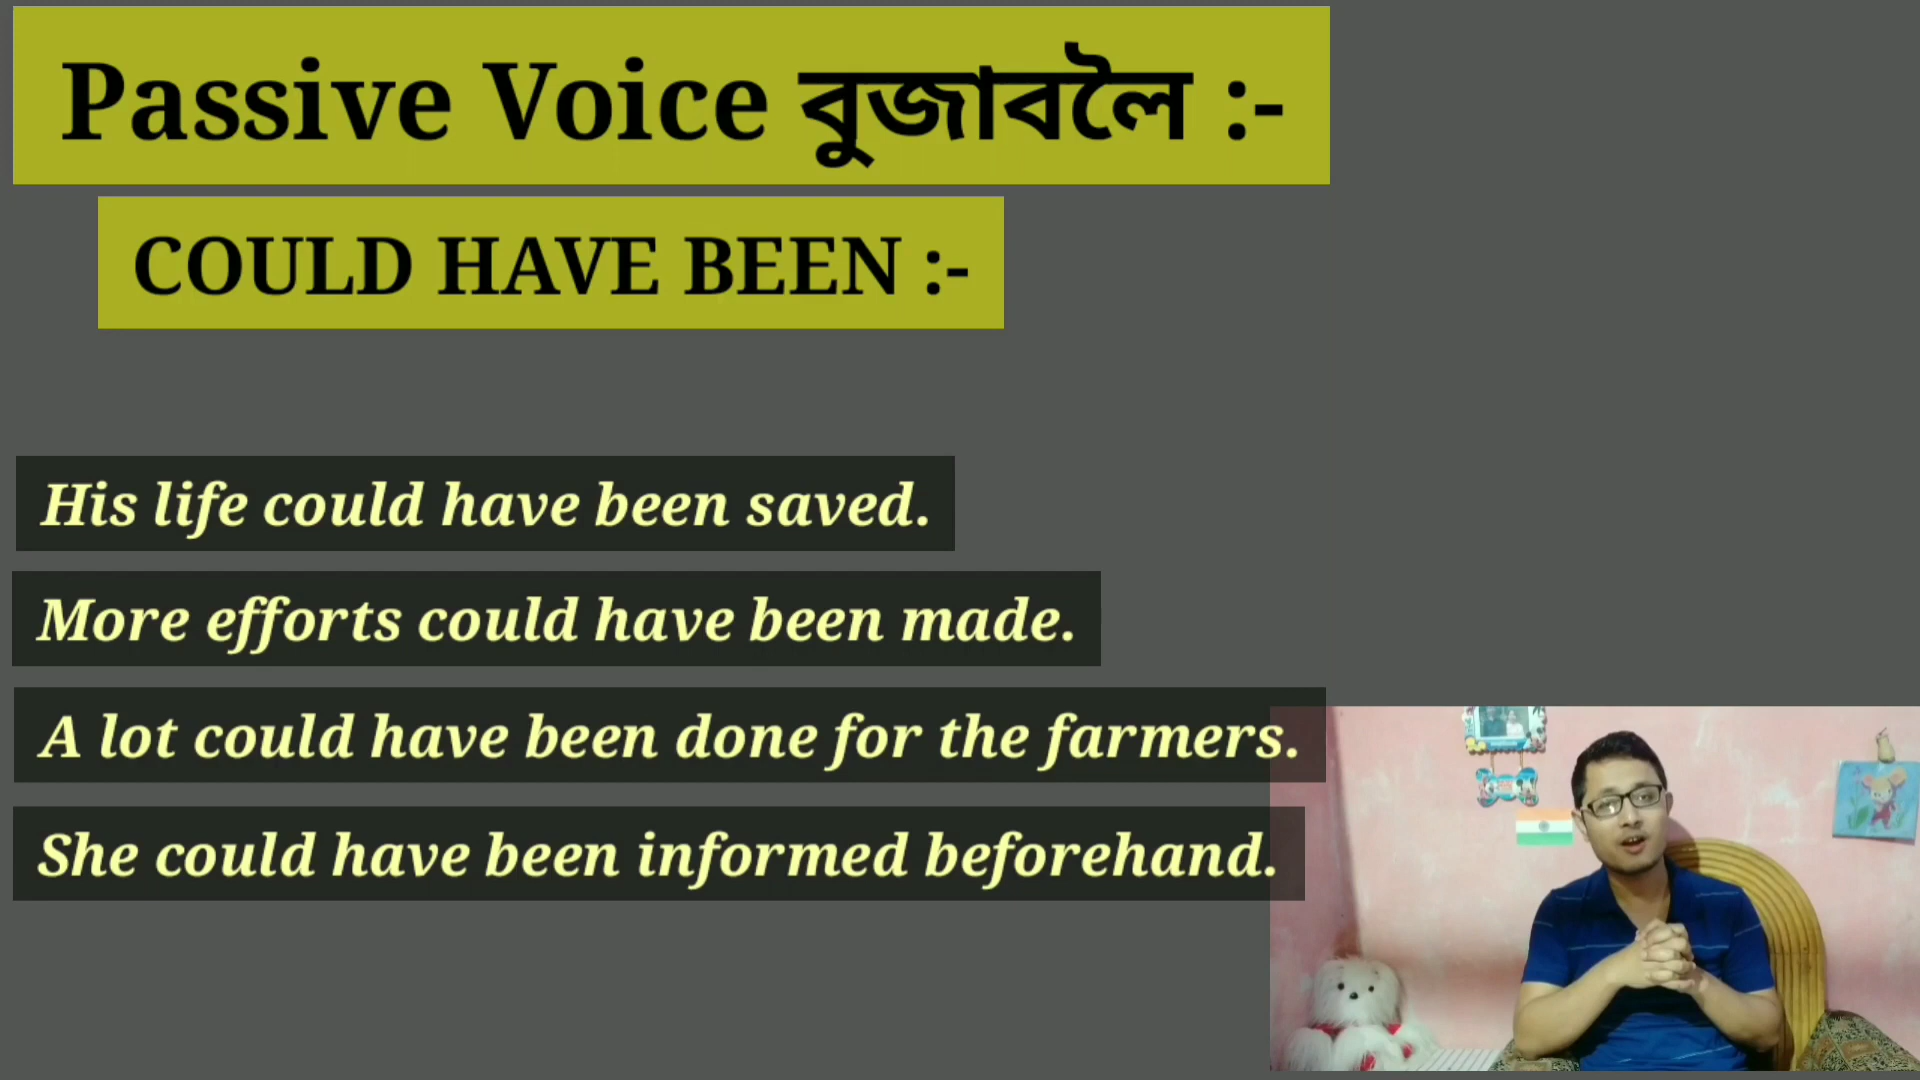 Passive Voice বুজাবলৈ :-
COULD HAVE BEEN :-
His life could have been saved.
More efforts could have been made.
A lot could have been done for the farmers.
She could have been informed beforehand.